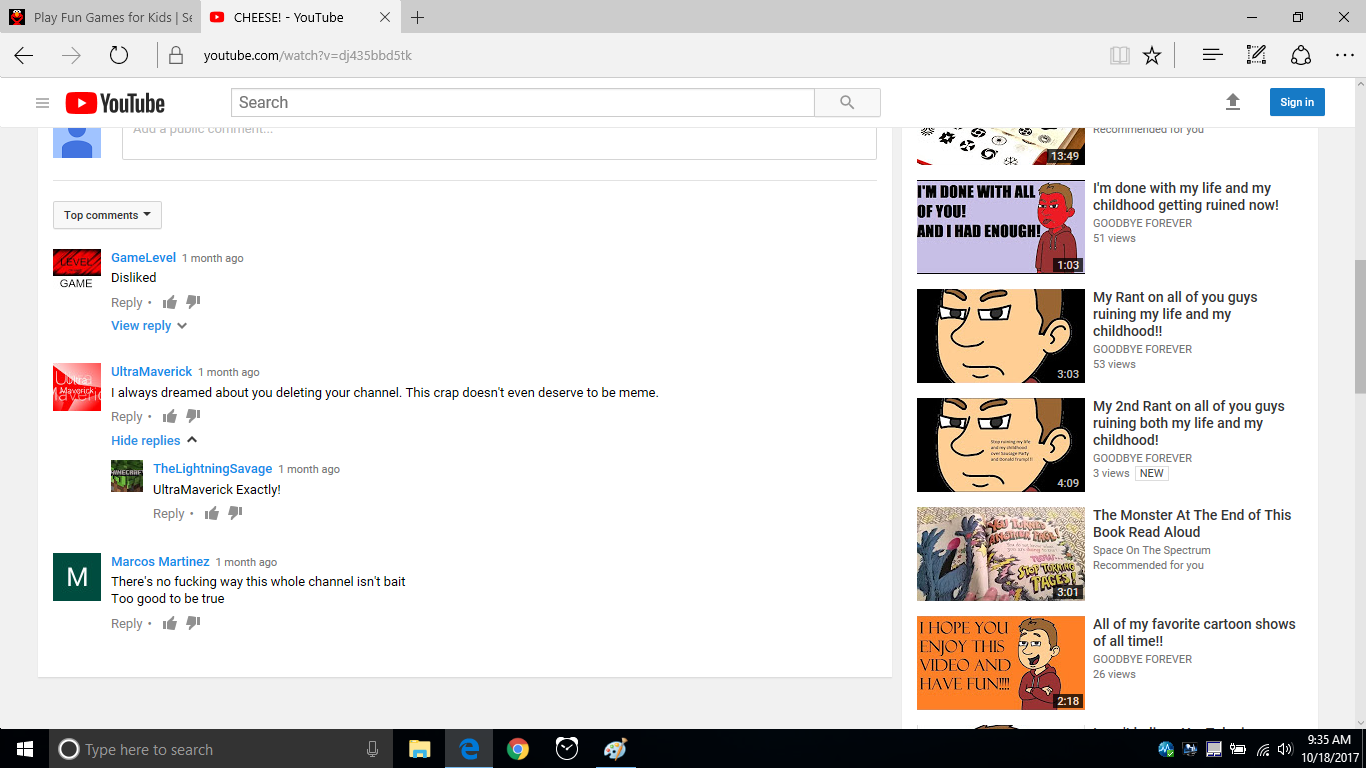 Play Fun Games for Kids | Se
CHEESE! - YouTube
youtube.com/watch?v=dj435bbd5tk
YouTube
Search
Sign in
Add a public comment...
Top comments
LEVEL
GAME
GameLevel 1 month ago
Disliked
Reply •
View reply
Ultra
Maverick
UltraMaverick 1 month ago
I always dreamed about you deleting your channel. This crap doesn't even deserve to be meme.
Reply •
Hide replies
MINECRAFT
TheLightningSavage 1 month ago
UltraMaverick Exactly!
Reply •
M
Marcos Martinez 1 month ago
There's no fucking way this whole channel isn't bait
Too good to be true
Reply •
13:49
Recommended for you
I'M DONE WITH ALL
OF YOU!
AND I HAD ENOUGH!
1:03
I'm done with my life and my
childhood getting ruined now!
GOODBYE FOREVER
51 views
3:03
My Rant on all of you guys
ruining my life and my
childhood!!
GOODBYE FOREVER
53 views
Stop ruining my life
and my childhood
over Sausage Party
and Donald Trump!!!
4:09
My 2nd Rant on all of you guys
ruining both my life and my
childhood!
GOODBYE FOREVER
3 views NEW
YOU TURNED
ANOTHER PAGE!
STOP TURNING
PAGES!
3:01
The Monster At The End of This
Book Read Aloud
Space On The Spectrum
Recommended for you
I HOPE YOU
ENJOY THIS
VIDEO AND
HAVE FUN!!!!
2:18
All of my favorite cartoon shows
of all time!!
GOODBYE FOREVER
26 views
Type here to search
9:35 AM
10/18/2017